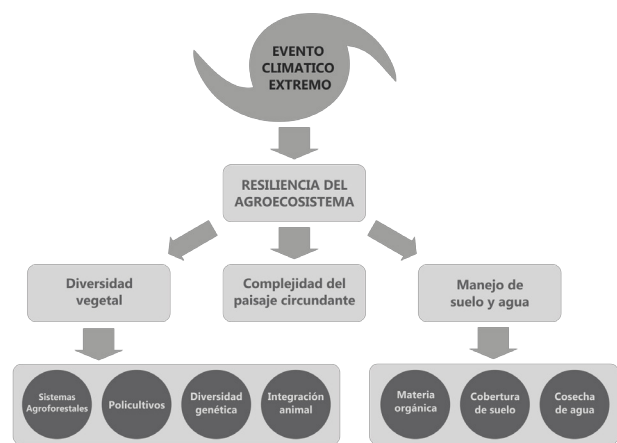 EVENTO
CLIMATICO
EXTREMO
RESILIENCIA DEL
AGROECOSISTEMA
Diversidad
vegetal
Complejidad del
paisaje circundante
Manejo de
suelo y agua
Sistemas
Agroforestales
Policultivos
Diversidad
genética
Integración
animal
Materia
orgánica
Cobertura
de suelo
Cosecha
de agua